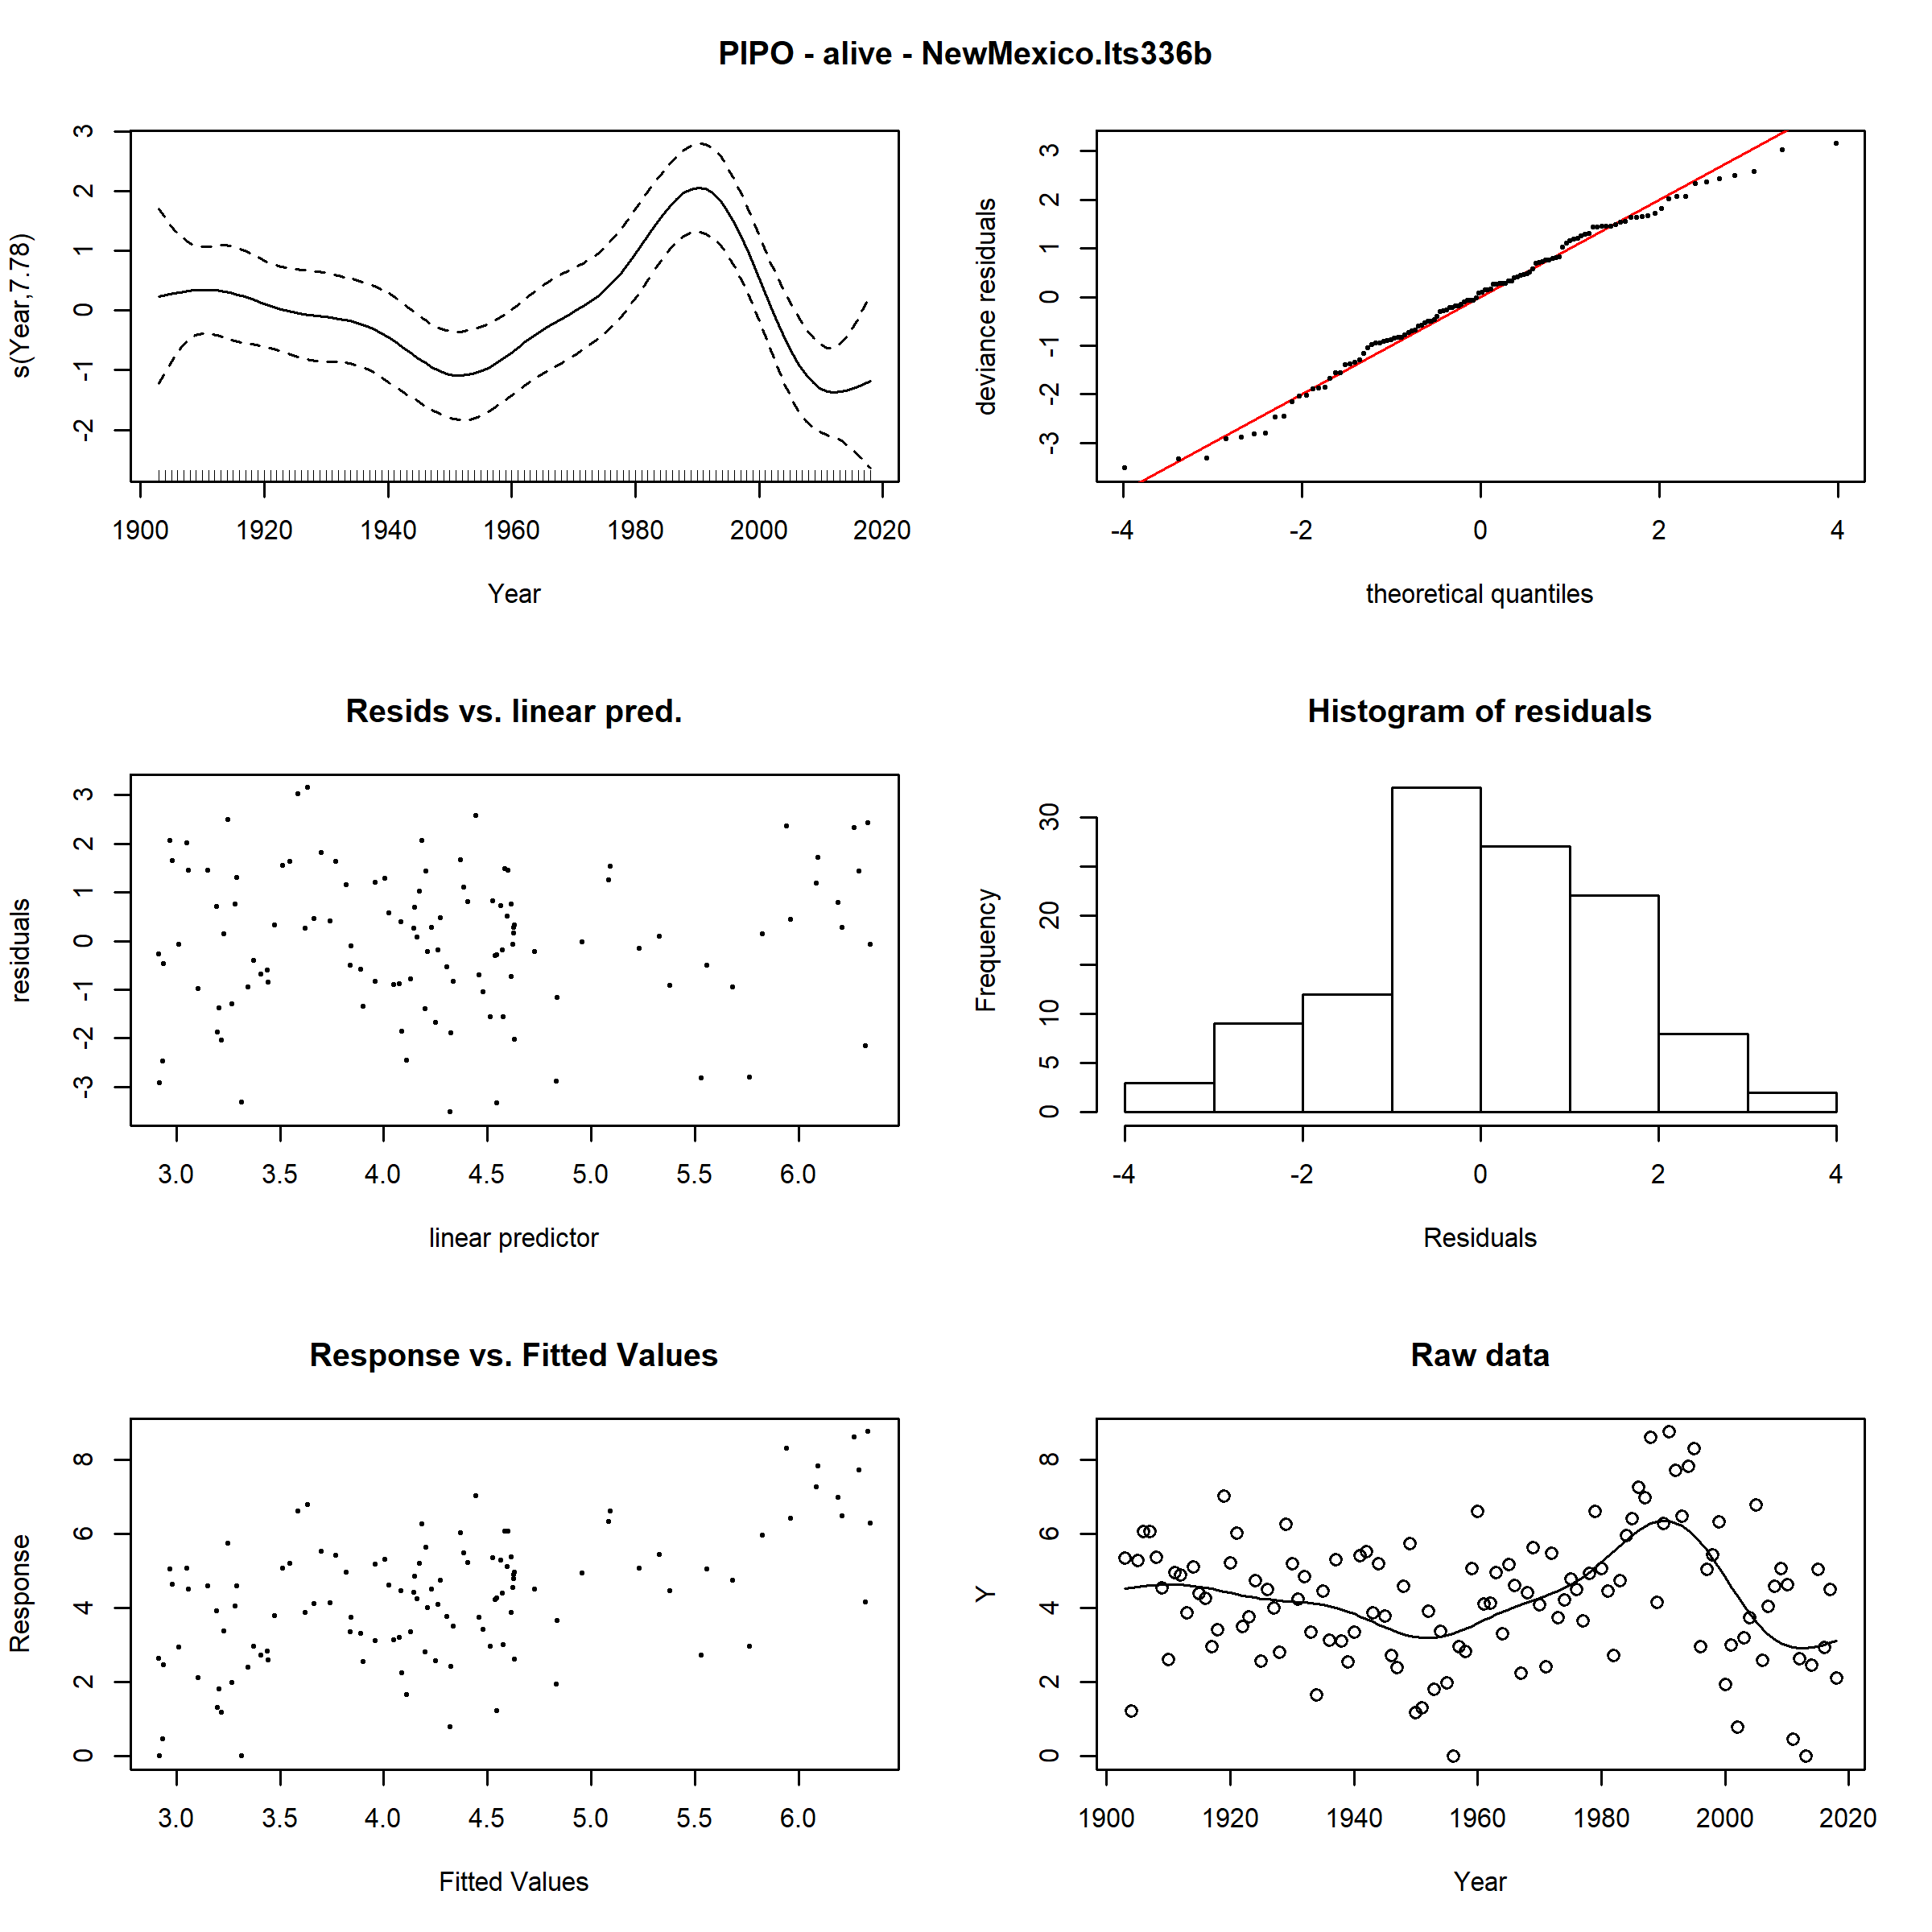 PIPO - alive - NewMexico.lts336b
s(Year,7.78)
3
2
1
0
-1
-2
1900 1920 1940 1960 1980 2000 2020
Year
deviance residuals
3
2
1
0
-1
-2
-3
-4 -2 0 2 4
theoretical quantiles
Resids vs. linear pred.
residuals
3
2
1
0
-1
-2
-3
3.0 3.5 4.0 4.5 5.0 5.5 6.0
linear predictor
Histogram of residuals
Frequency
30
20
10
5
0
-4 -2 0 2 4
Residuals
Response vs. Fitted Values
Response
8
6
4
2
0
3.0 3.5 4.0 4.5 5.0 5.5 6.0
Fitted Values
Raw data
Y
8
6
4
2
0
1900 1920 1940 1960 1980 2000 2020
Year